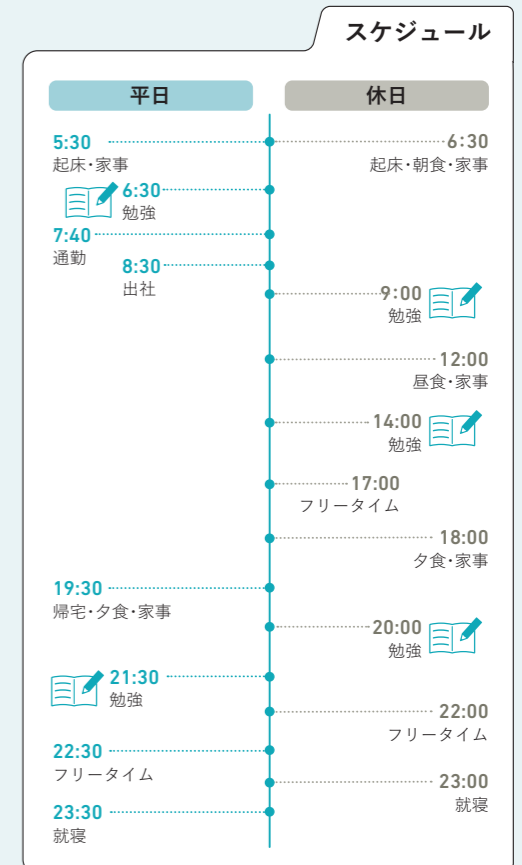 スケジュール
平日
5:30
起床・家事
6:30
勉強
7:40
通勤
8:30
出社
19:30
帰宅・夕食・家事
21:30
勉強
22:30
フリータイム
23:30
就寝
休日
6:30
起床・朝食・家事
9:00
勉強
12:00
昼食・家事
14:00
勉強
17:00
フリータイム
18:00
夕食・家事
20:00
勉強
22:00
フリータイム
23:00
就寝